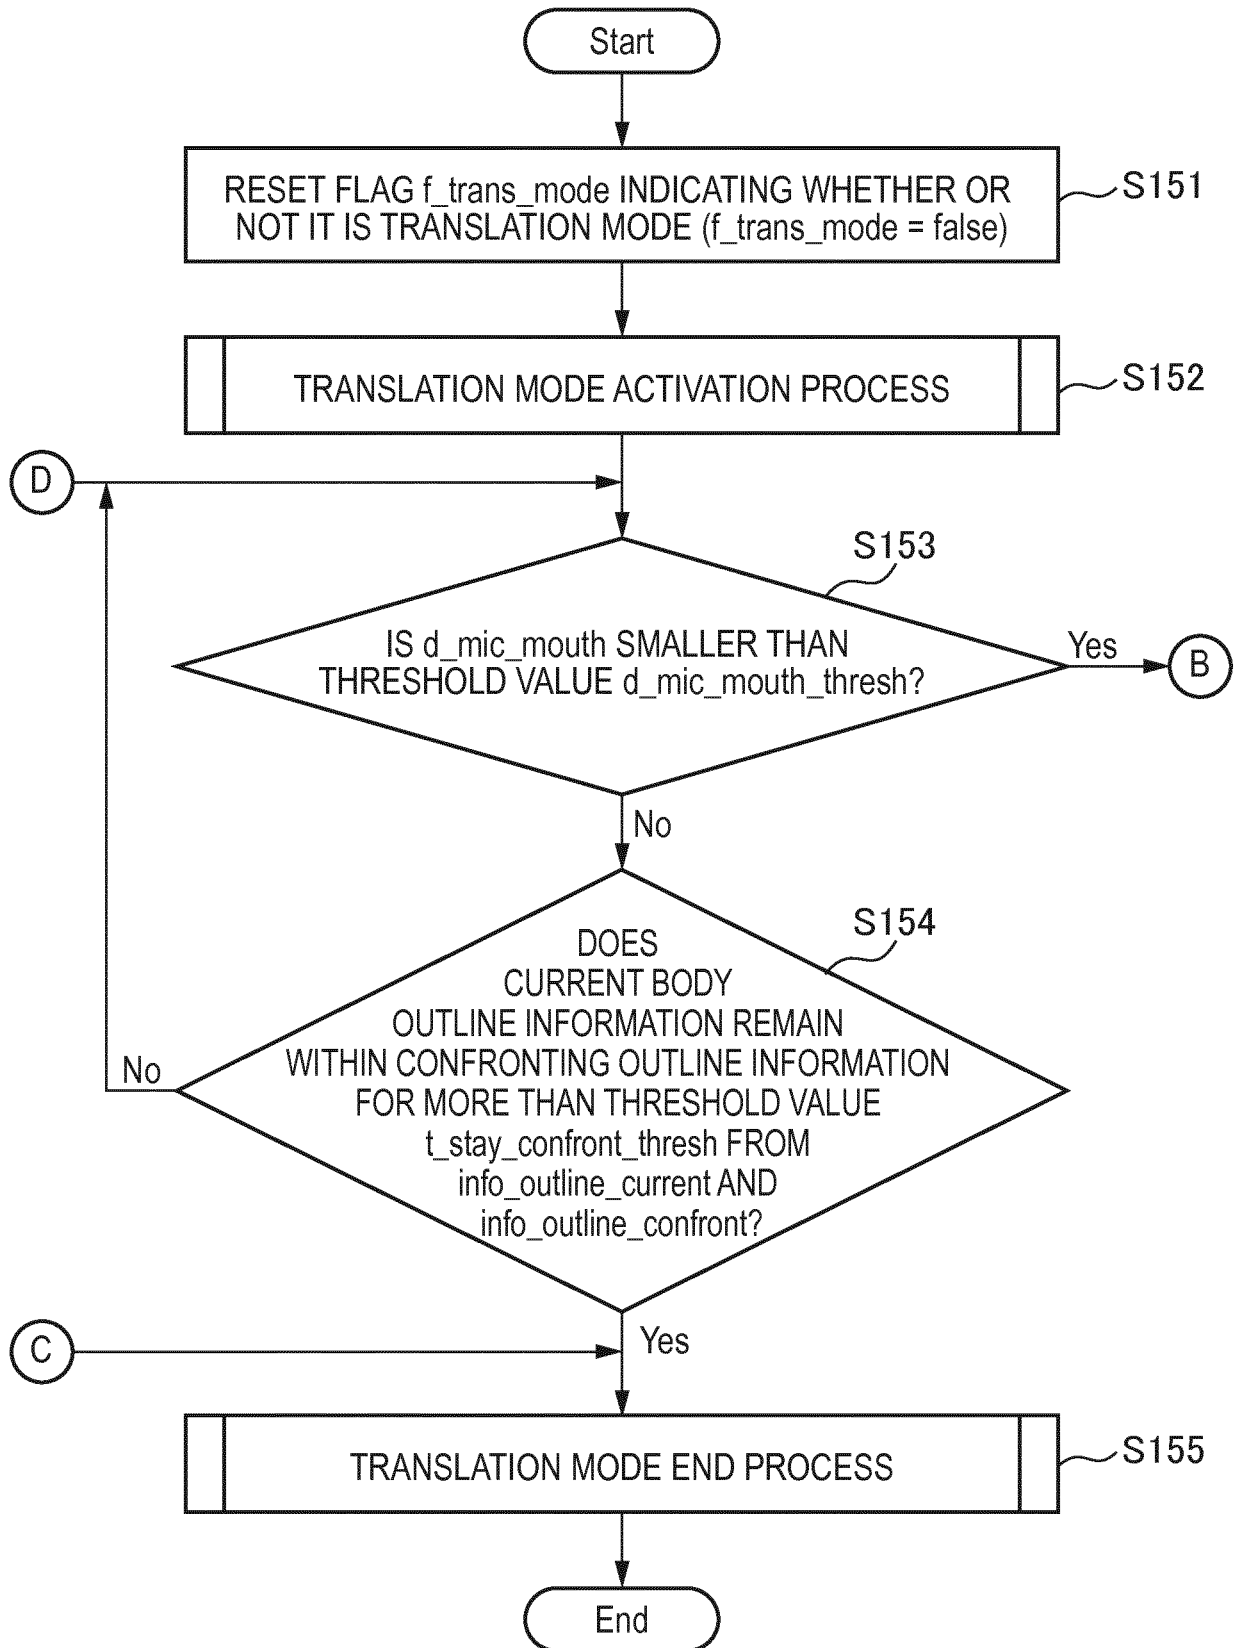 Start
RESET FLAG f_trans_mode INDICATING WHETHER OR
NOT IT IS TRANSLATION MODE (f_trans_mode = false)
S151
TRANSLATION MODE ACTIVATION PROCESS
S152
D
S153
IS d_mic_mouth SMALLER THAN
THRESHOLD VALUE d_mic_mouth_thresh?
Yes
B
No
S154
DOES
CURRENT BODY
OUTLINE INFORMATION REMAIN
WITHIN CONFRONTING OUTLINE INFORMATION
FOR MORE THAN THRESHOLD VALUE
t_stay_confront_thresh FROM
info_outline_current AND
info_outline_confront?
No
Yes
C
TRANSLATION MODE END PROCESS
S155
End